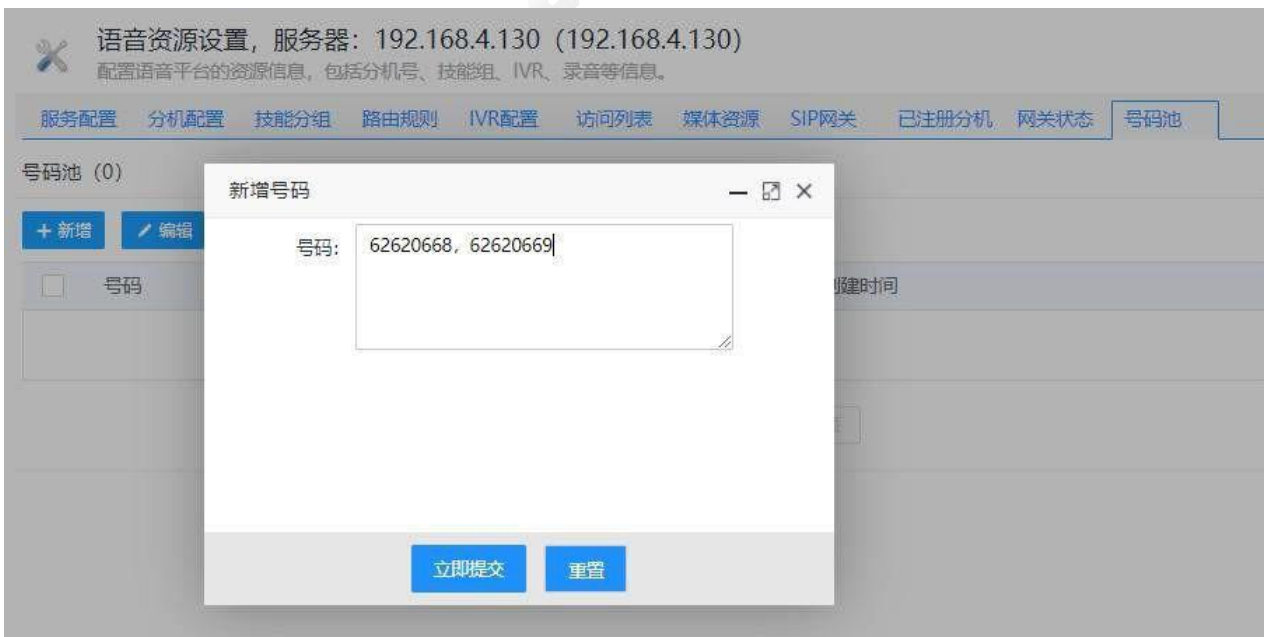 语音资源设置，服务器：192.168.4.130（192.168.4.130）
配置语音平台的资源信息，包括分机号、技能组、IVR、录音等信息。
服务配置 分机配置 技能分组 路由规则 IVR配置 访问列表 媒体资源 SIP网关 已注册分机 网关状态 号码池
号码池（0）
新增号码
新增 编辑
号码：
62620668，62620669
号码 建时间
立即提交 重置